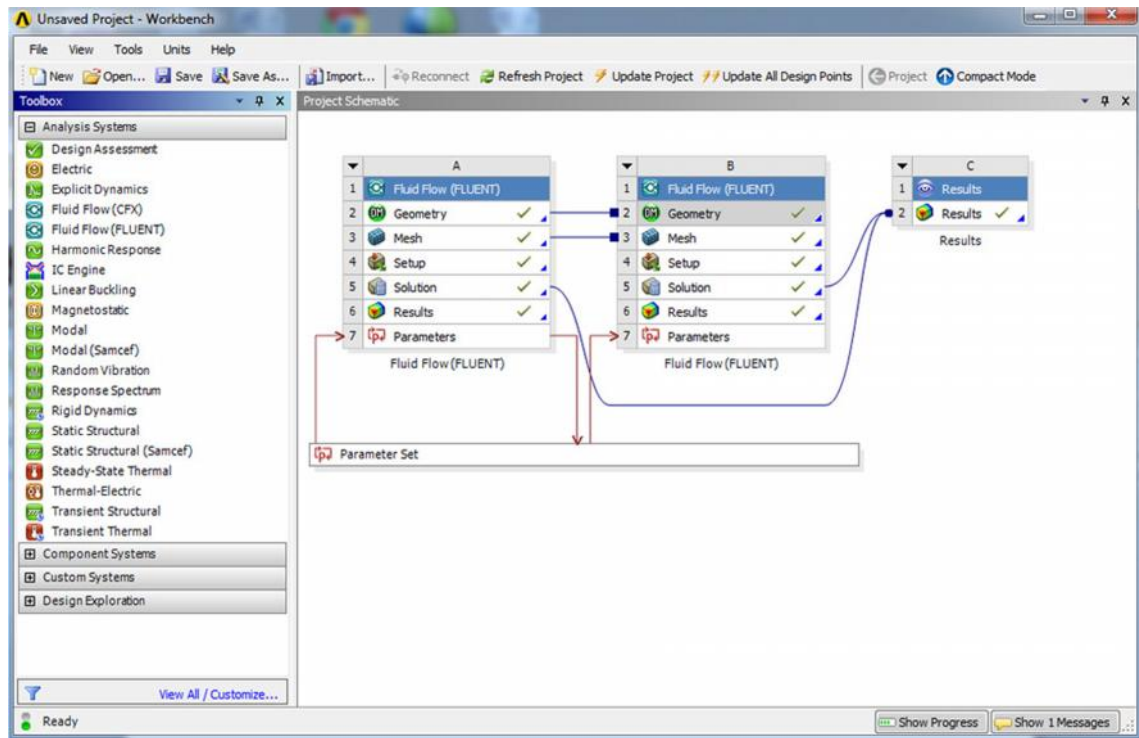 Unsaved Project - Workbench
File View Tools Units Help
New Open... Save Save As... Import... Reconnect Refresh Project Update Project Update All Design Points Project Compact Mode
Toolbox
Analysis Systems
Design Assessment
Electric
Explicit Dynamics
Fluid Flow (CFX)
Fluid Flow (FLUENT)
Harmonic Response
IC Engine
Linear Buckling
Magnetostatic
Modal
Modal (Samcef)
Random Vibration
Response Spectrum
Rigid Dynamics
Static Structural
Static Structural (Samcef)
Steady-State Thermal
Thermal-Electric
Transient Structural
Transient Thermal
Component Systems
Custom Systems
Design Exploration
View All / Customize...
Project Schematic
A
1 Fluid Flow (FLUENT)
2 Geometry
3 Mesh
4 Setup
5 Solution
6 Results
7 Parameters
Fluid Flow (FLUENT)
B
1 Fluid Flow (FLUENT)
2 Geometry
3 Mesh
4 Setup
5 Solution
6 Results
7 Parameters
Fluid Flow (FLUENT)
C
1 Results
2 Results
Results
Parameter Set
Ready
Show Progress Show 1 Messages